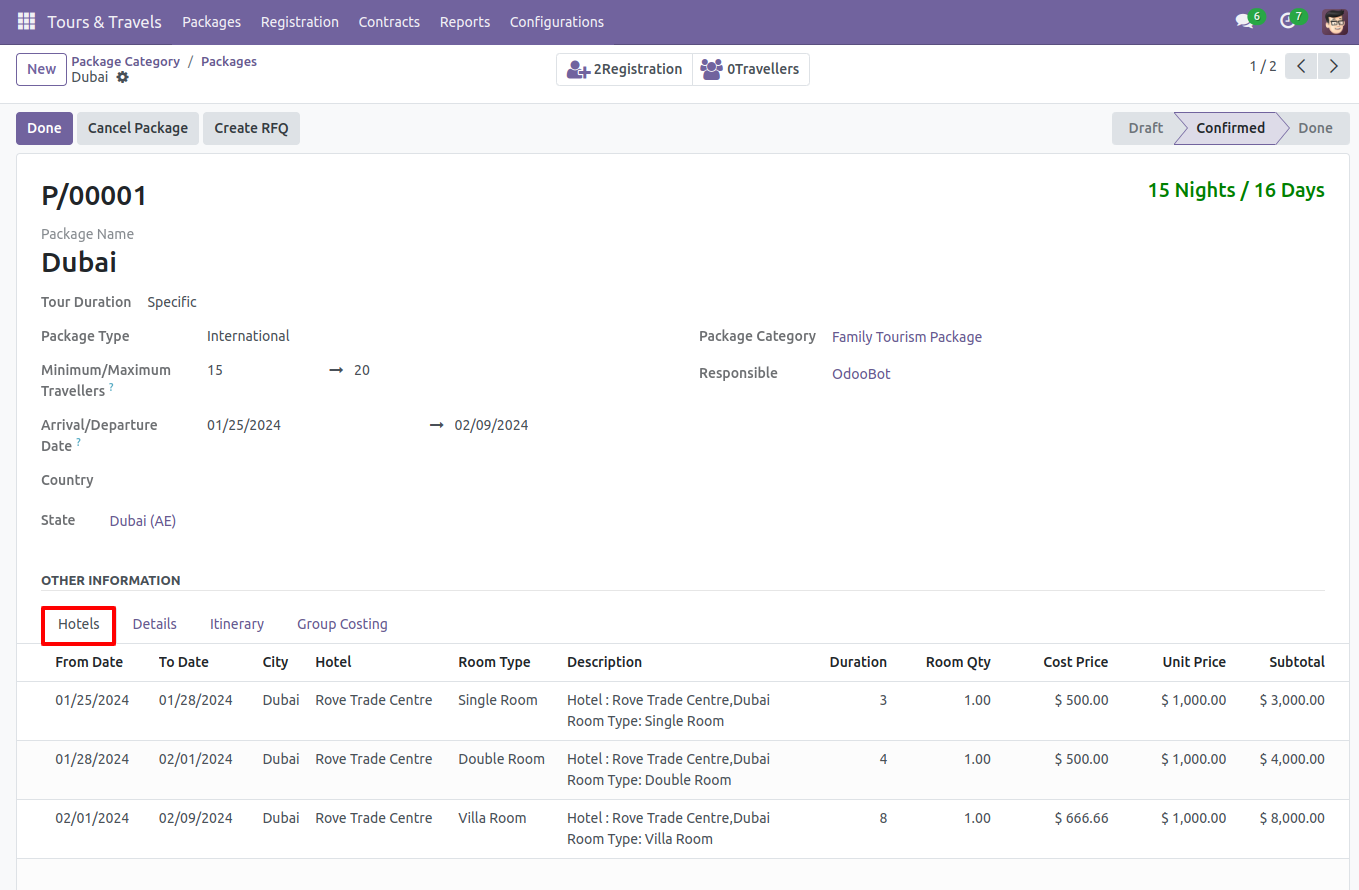 Tours & Travels Packages Registration Contracts Reports Configurations 6 7
New Package Category / Packages
Dubai
2Registration 0Travellers 1 / 2
Done Cancel Package Create RFQ Draft Confirmed Done
P/00001 15 Nights / 16 Days
Package Name
Dubai
Tour Duration Specific
Package Type International Package Category Family Tourism Package
Minimum/Maximum Travellers ? 15 → 20 Responsible OdooBot
Arrival/Departure Date ? 01/25/2024 → 02/09/2024
Country
State Dubai (AE)
OTHER INFORMATION
Hotels Details Itinerary Group Costing
From Date To Date City Hotel Room Type Description Duration Room Qty Cost Price Unit Price Subtotal
01/25/2024 01/28/2024 Dubai Rove Trade Centre Single Room Hotel : Rove Trade Centre,Dubai 3 1.00 $ 500.00 $ 1,000.00 $ 3,000.00
Room Type: Single Room
01/28/2024 02/01/2024 Dubai Rove Trade Centre Double Room Hotel : Rove Trade Centre,Dubai 4 1.00 $ 500.00 $ 1,000.00 $ 4,000.00
Room Type: Double Room
02/01/2024 02/09/2024 Dubai Rove Trade Centre Villa Room Hotel : Rove Trade Centre,Dubai 8 1.00 $ 666.66 $ 1,000.00 $ 8,000.00
Room Type: Villa Room